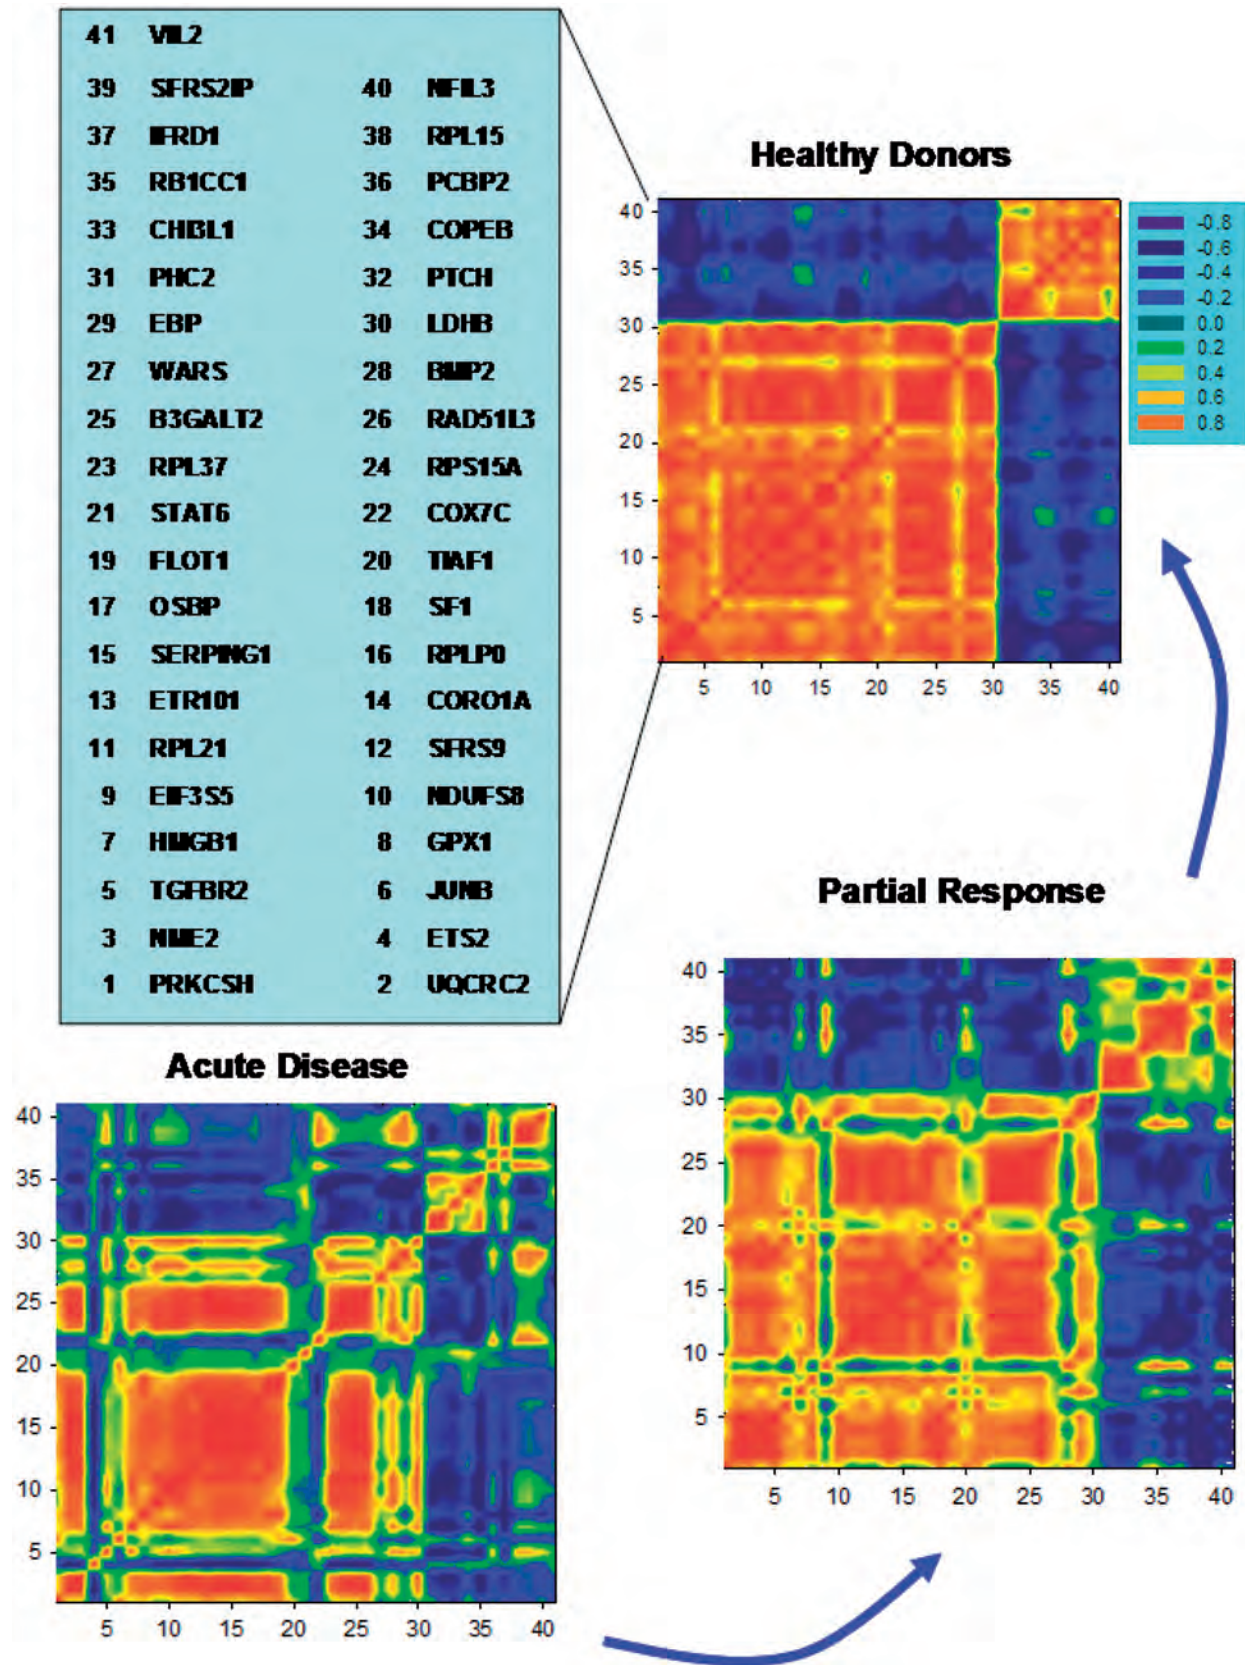 41 VIL2
39 SFRS2IP 40 NFIL3
37 IFRD1 38 RPL15
35 RB1CC1 36 PCBP2
33 CHI3L1 34 COPEB
31 PHC2 32 PTCH
29 EBP 30 LDHB
27 WARS 28 BMP2
25 B3GALT2 26 RAD51L3
23 RPL37 24 RPS15A
21 STAT6 22 COX7C
19 FLOT1 20 TIAF1
17 OSBP 18 SF1
15 SERPING1 16 RPLP0
13 ETR101 14 CORO1A
11 RPL21 12 SFRS9
9 EIF3S5 10 NDUFS8
7 HMGB1 8 GPX1
5 TGFBR2 6 JUNB
3 NME2 4 ETS2
1 PRKCSH 2 UQCRC2
Healthy Donors
40
35
30
25
20
15
10
5
5 10 15 20 25 30 35 40
-0.8
-0.6
-0.4
-0.2
0.0
0.2
0.4
0.6
0.8
Partial Response
40
35
30
25
20
15
10
5
5 10 15 20 25 30 35 40
Acute Disease
40
35
30
25
20
15
10
5
5 10 15 20 25 30 35 40